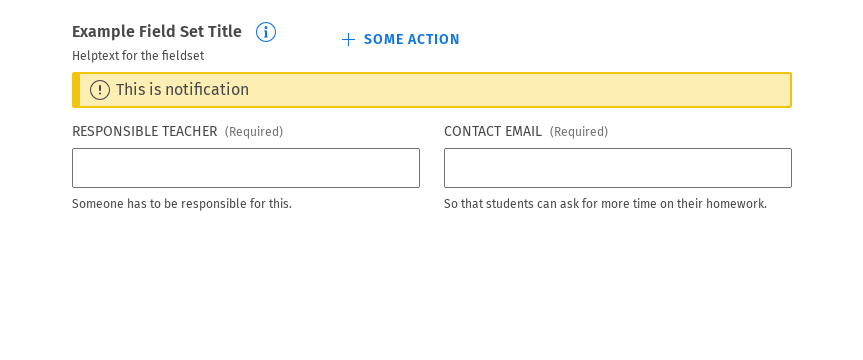 Example Field Set Title
SOME ACTION
Helptext for the fieldset
This is notification
RESPONSIBLE TEACHER (Required)
CONTACT EMAIL (Required)
Someone has to be responsible for this.
So that students can ask for more time on their homework.